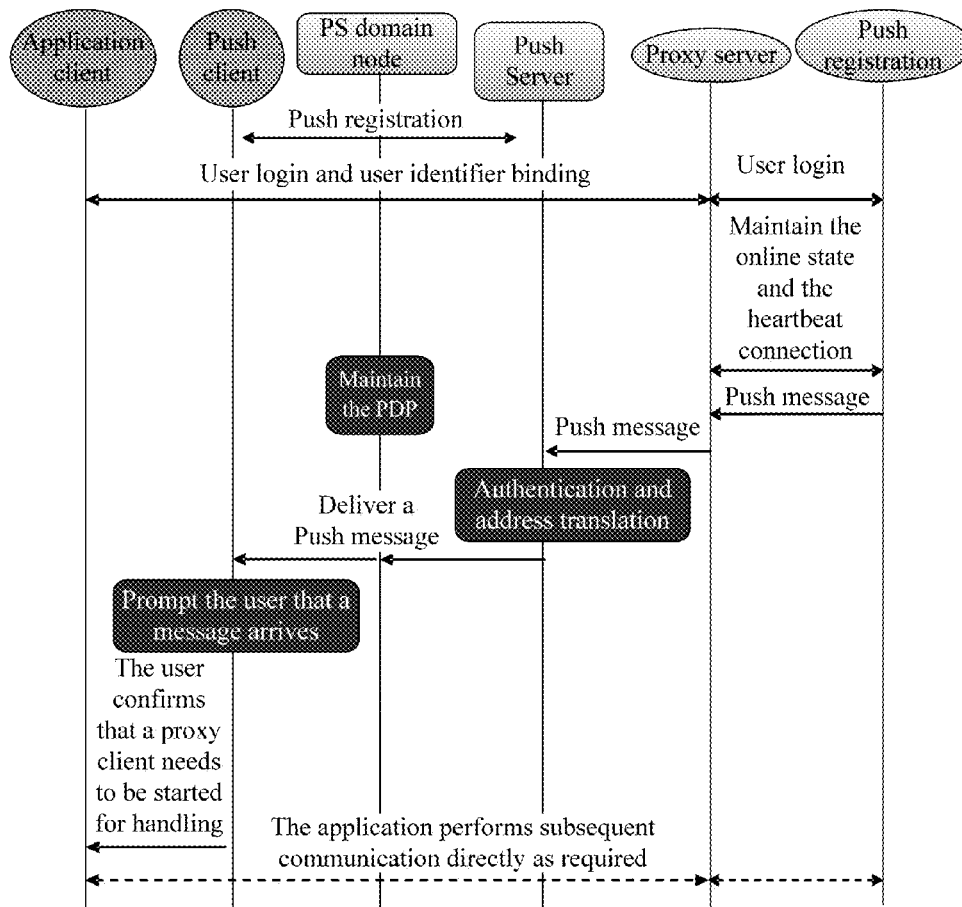 Application
client
Push
client
PS domain
node
Push
Server
Proxy server
Push
registration
Push registration
User login and user identifier binding
User login
Maintain the
online state
and the
heartbeat
connection
Maintain
the PDP
Push message
Push message
Authentication and
address translation
Deliver a
Push message
Prompt the user that a
message arrives
The user
confirms
that a proxy
client needs
to be started
for handling
The application performs subsequent
communication directly as required